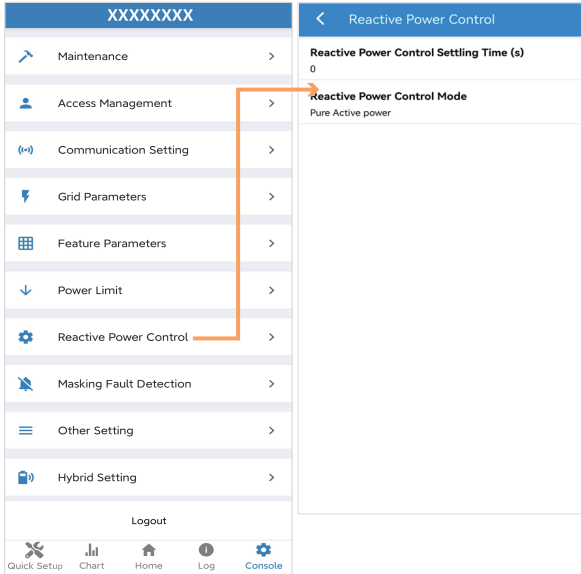 XXXXXXXX
Maintenance
Access Management
Communication Setting
Grid Parameters
Feature Parameters
Power Limit
Reactive Power Control
Masking Fault Detection
Other Setting
Hybrid Setting
Logout
Quick Setup Chart Home Log Console
Reactive Power Control
Reactive Power Control Settling Time (s)
0
Reactive Power Control Mode
Pure Active power